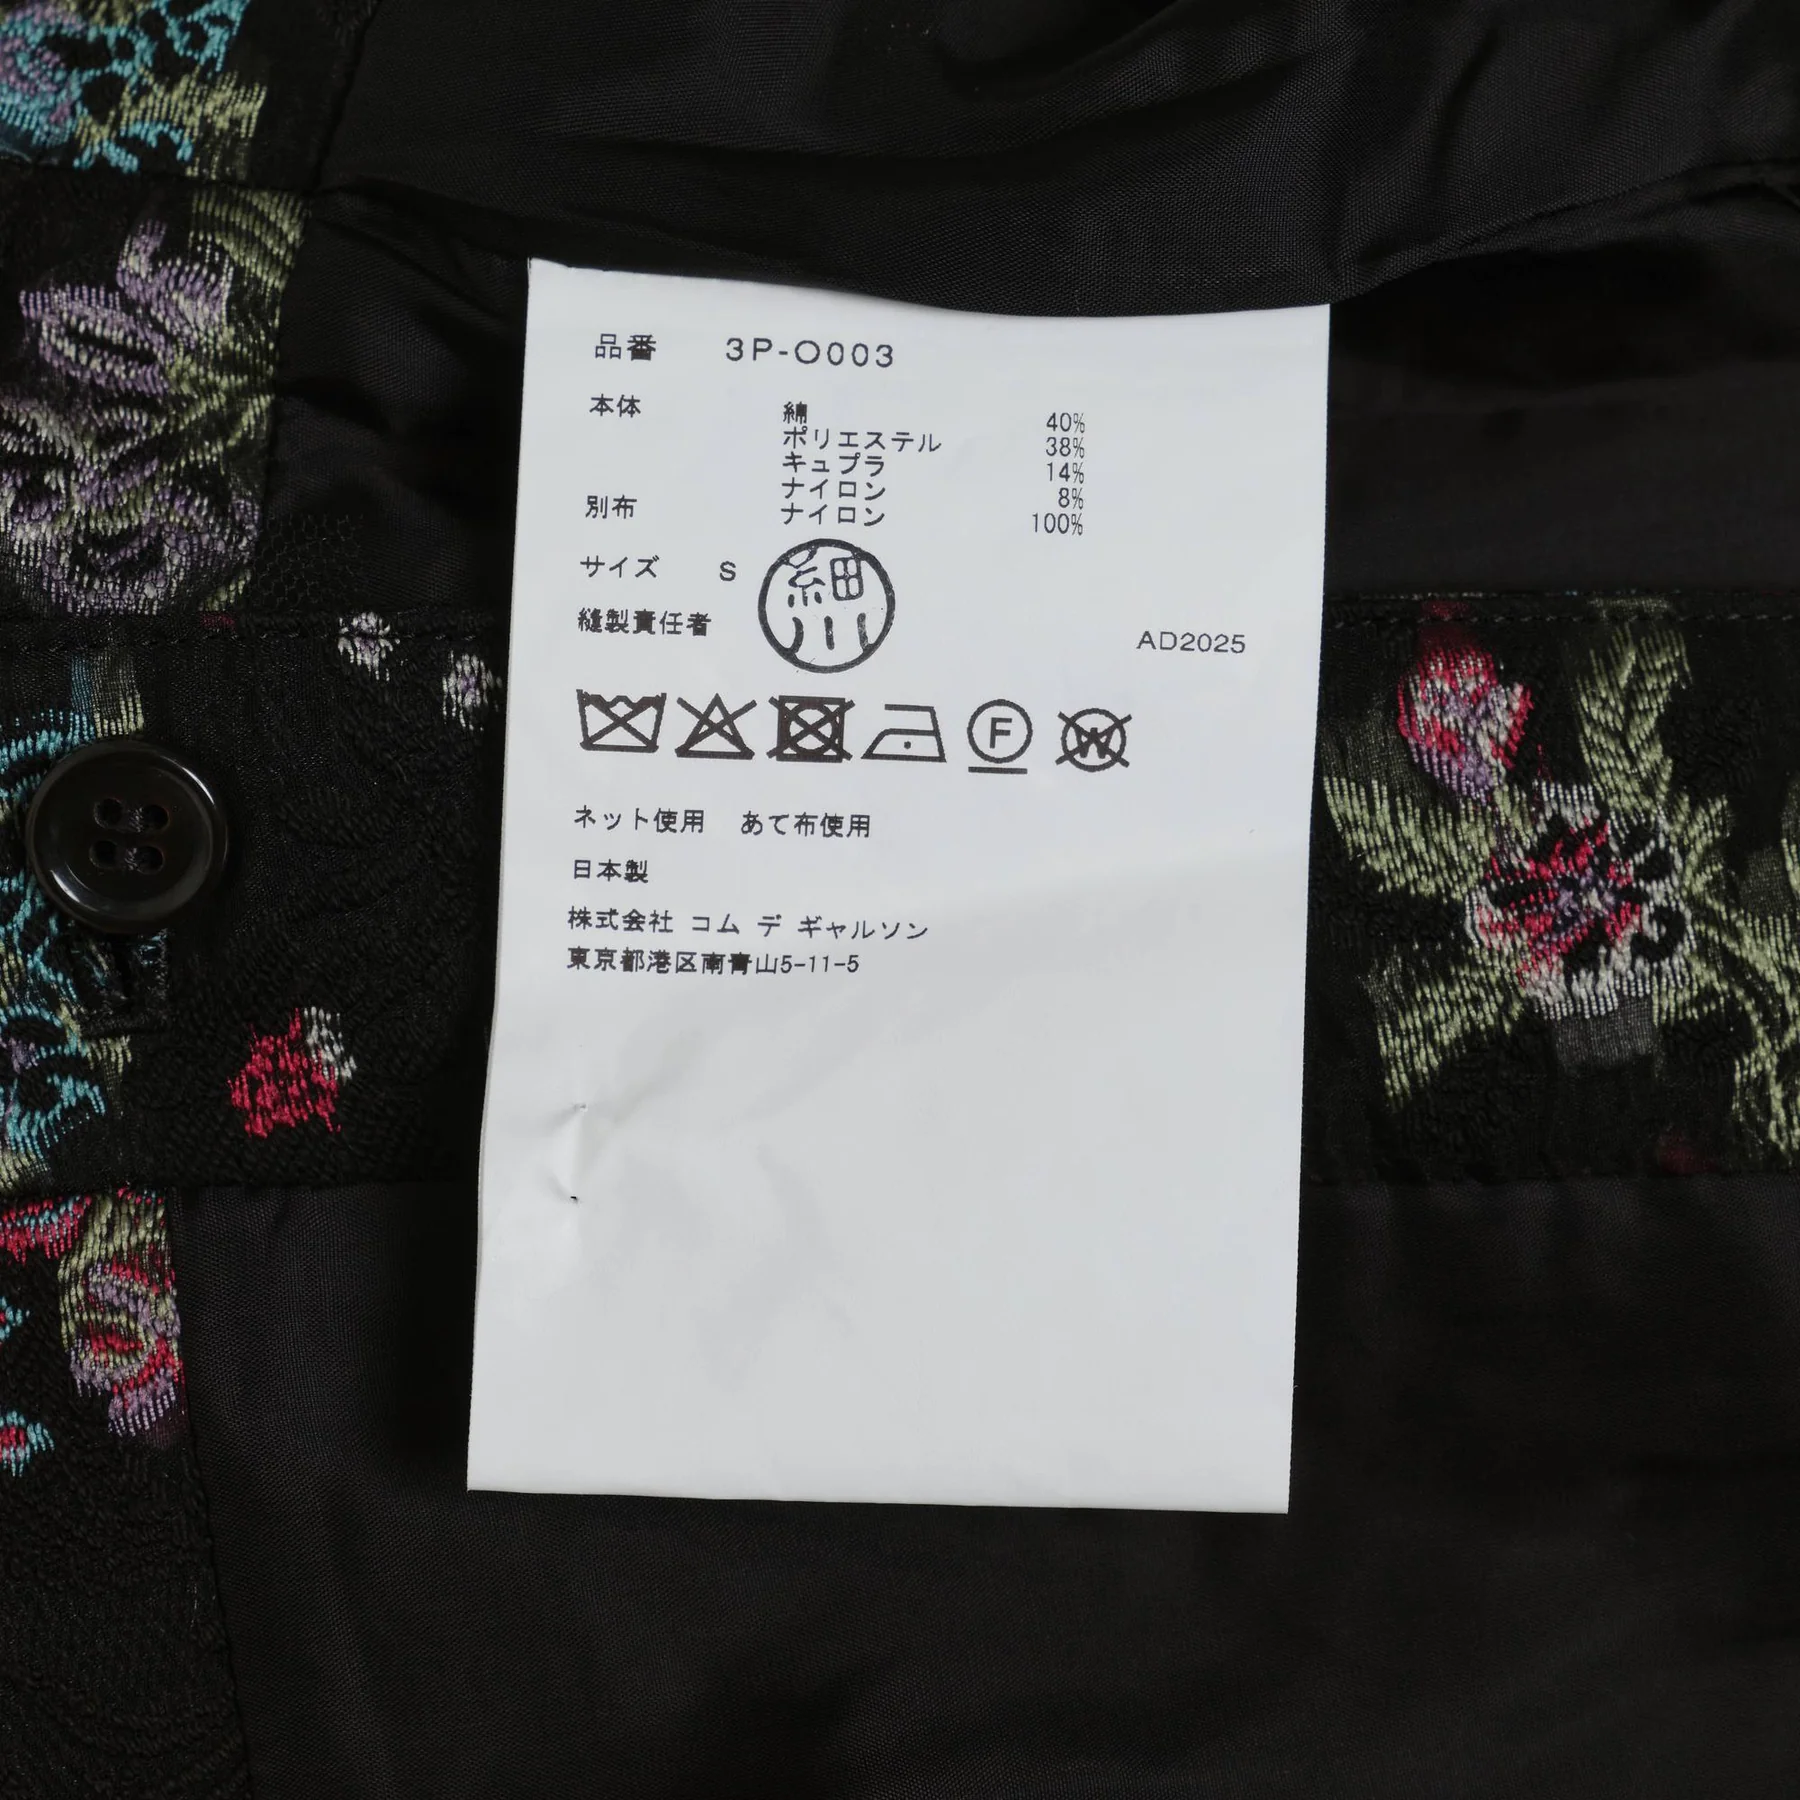 品番 3P-O003
本体 綿 40%
ポリエステル 38%
キュプラ 14%
ナイロン 8%
別布 ナイロン 100%
サイズ S
細川
縫製責任者
AD2025
F W
ネット使用 あて布使用
日本製
株式会社 コム デ ギャルソン
東京都港区南青山5-11-5